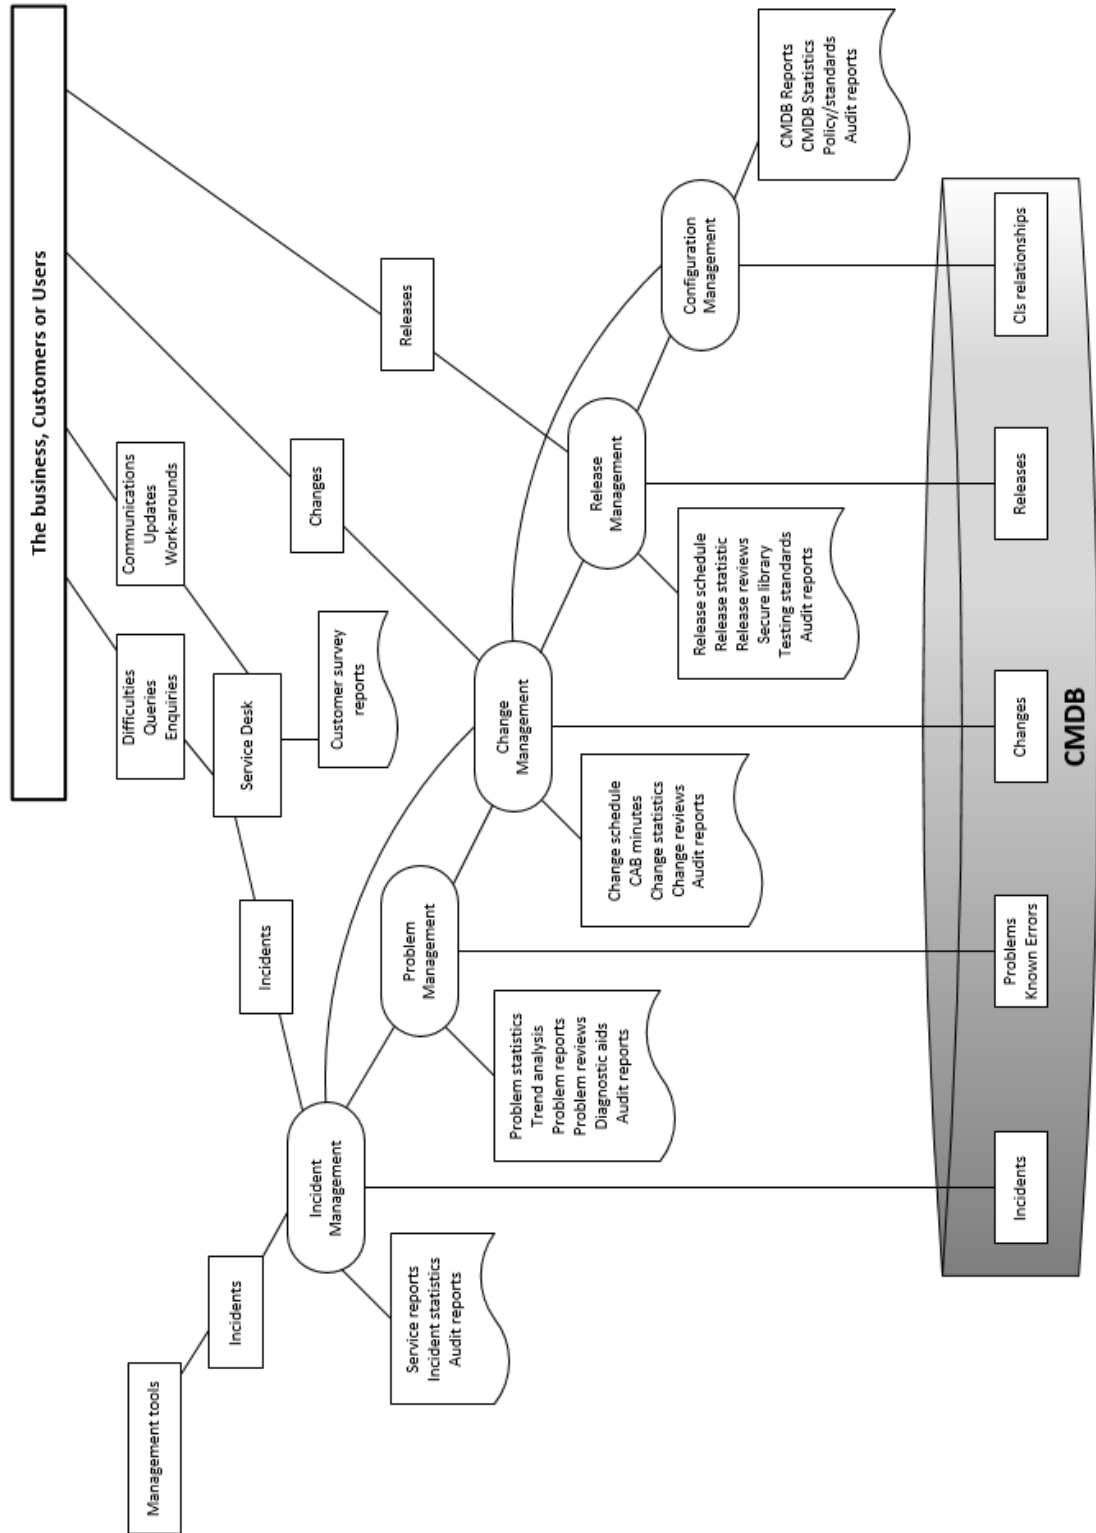 The business, Customers or Users
Management tools
Incidents
Incidents
Difficulties
Queries
Enquiries
Communications
Updates
Work-arounds
Service Desk
Customer survey
reports
Changes
Releases
Incident
Management
Service reports
Incident statistics
Audit reports
Problem
Management
Problem statistics
Trend analysis
Problem reports
Problem reviews
Diagnostic aids
Audit reports
Change
Management
Change schedule
CAB minutes
Change statistics
Change reviews
Audit reports
Release
Management
Release schedule
Release statistic
Release reviews
Secure library
Testing standards
Audit reports
Configuration
Management
CMDB Reports
CMDB Statistics
Policy/standards
Audit reports
Incidents
Problems
Known Errors
Changes
Releases
CIs relationships
CMDB